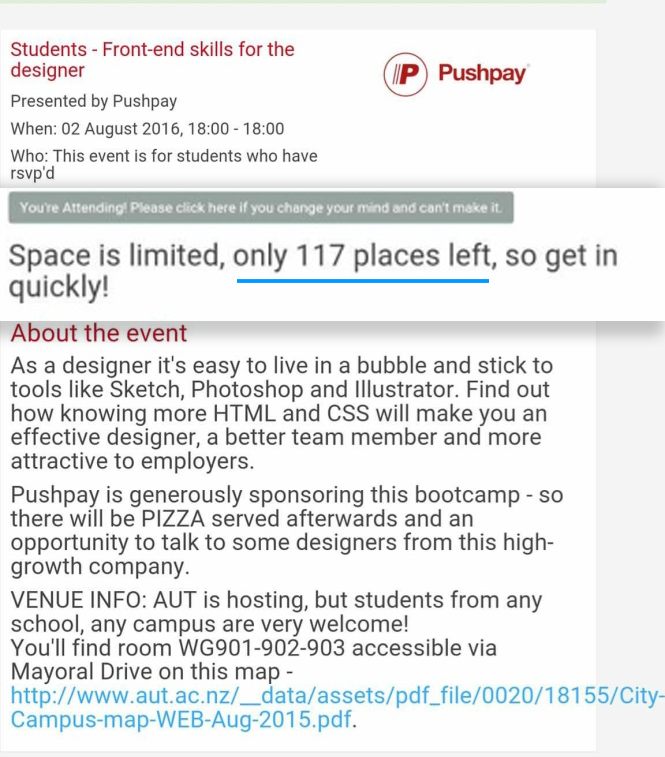 Students - Front-end skills for the
designer
Pushpay
Presented by Pushpay
When: 02 August 2016, 18:00 - 18:00
Who: This event is for students who have
rsvp'd
You're Attending! Please click here if you change your mind and can't make it.
Space is limited, only 117 places left, so get in
quickly!
About the event
As a designer it's easy to live in a bubble and stick to
tools like Sketch, Photoshop and Illustrator. Find out
how knowing more HTML and CSS will make you an
effective designer, a better team member and more
attractive to employers.
Pushpay is generously sponsoring this bootcamp - so
there will be PIZZA served afterwards and an
opportunity to talk to some designers from this high-
growth company.
VENUE INFO: AUT is hosting, but students from any
school, any campus are very welcome!
You'll find room WG901-902-903 accessible via
Mayoral Drive on this map -
http://www.aut.ac.nz/__data/assets/pdf_file/0020/18155/City-
Campus-map-WEB-Aug-2015.pdf.